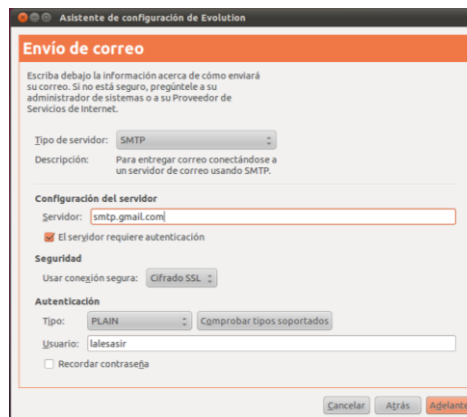 Asistente de configuración de Evolution
Envío de correo
Escriba debajo la información acerca de cómo enviará
su correo. Si no está seguro, pregúntele a su
administrador de sistemas o a su Proveedor de
Servicios de Internet.
Tipo de servidor: SMTP
Descripción: Para entregar correo conectándose a
un servidor de correo usando SMTP.
Configuración del servidor
Servidor: smtp.gmail.com
El servidor requiere autenticación
Seguridad
Usar conexión segura: Cifrado SSL
Autenticación
Tipo: PLAIN Comprobar tipos soportados
Usuario: lalesasir
Recordar contraseña
Cancelar Atrás Adelante